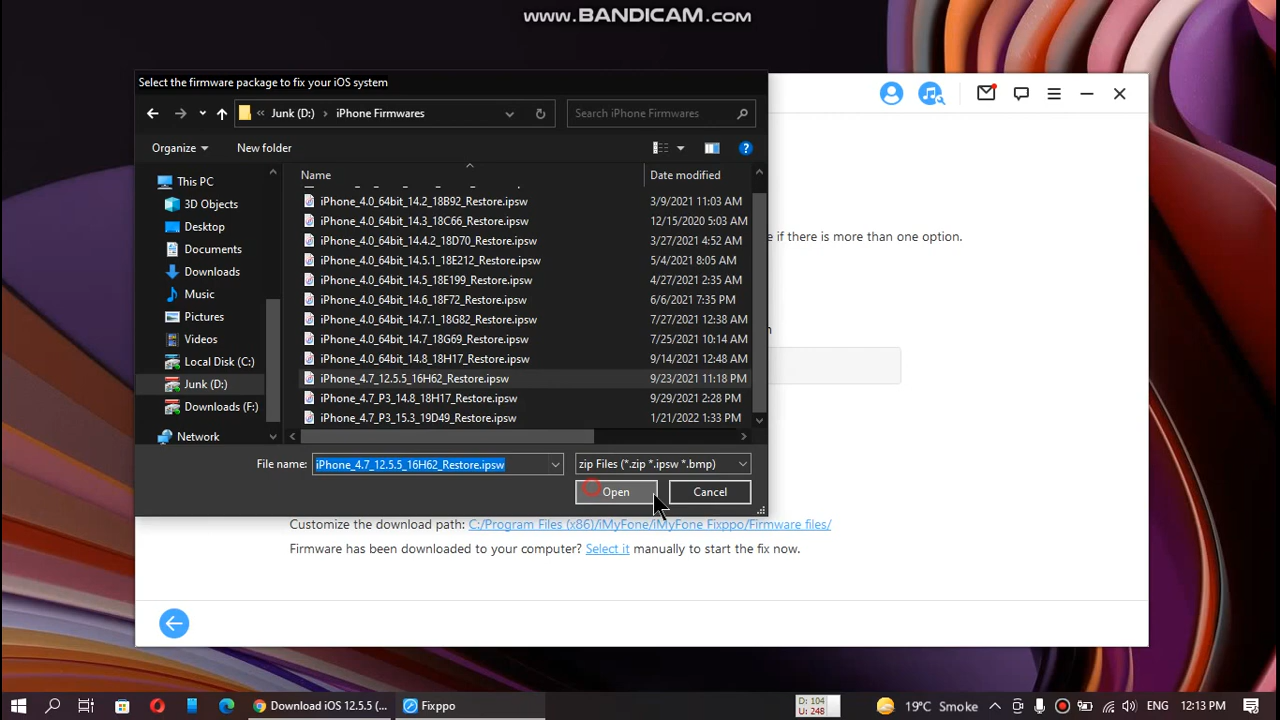 www.BANDICAM.com
Select the firmware package to fix your iOS system
« Junk (D:) › iPhone Firmwares
Search iPhone Firmwares
Organize
New folder
This PC
3D Objects
Desktop
Documents
Downloads
Music
Pictures
Videos
Local Disk (C:)
Junk (D:)
Downloads (F:)
Network
Name Date modified
iPhone_4.0_64bit_14.2_18B92_Restore.ipsw 3/9/2021 11:03 AM
iPhone_4.0_64bit_14.3_18C66_Restore.ipsw 12/15/2020 5:03 AM
iPhone_4.0_64bit_14.4.2_18D70_Restore.ipsw 3/27/2021 4:52 AM
iPhone_4.0_64bit_14.5.1_18E212_Restore.ipsw 5/4/2021 8:05 AM
iPhone_4.0_64bit_14.5_18E199_Restore.ipsw 4/27/2021 2:35 AM
iPhone_4.0_64bit_14.6_18F72_Restore.ipsw 6/6/2021 7:35 PM
iPhone_4.0_64bit_14.7.1_18G82_Restore.ipsw 7/27/2021 12:38 AM
iPhone_4.0_64bit_14.7_18G69_Restore.ipsw 7/25/2021 10:14 AM
iPhone_4.0_64bit_14.8_18H17_Restore.ipsw 9/14/2021 12:48 AM
iPhone_4.7_12.5.5_16H62_Restore.ipsw 9/23/2021 11:18 PM
iPhone_4.7_P3_14.8_18H17_Restore.ipsw 9/29/2021 2:28 PM
iPhone_4.7_P3_15.3_19D49_Restore.ipsw 1/21/2022 1:33 PM
File name: iPhone_4.7_12.5.5_16H62_Restore.ipsw
zip Files (*.zip *.ipsw *.bmp)
Open
Cancel
e if there is more than one option.
Customize the download path: C:/Program Files (x86)/iMyFone/iMyFone Fixppo/Firmware files/
Firmware has been downloaded to your computer? Select it manually to start the fix now.
Download iOS 12.5.5 (...
Fixppo
D: 104
U: 248
19°C Smoke
ENG
12:13 PM